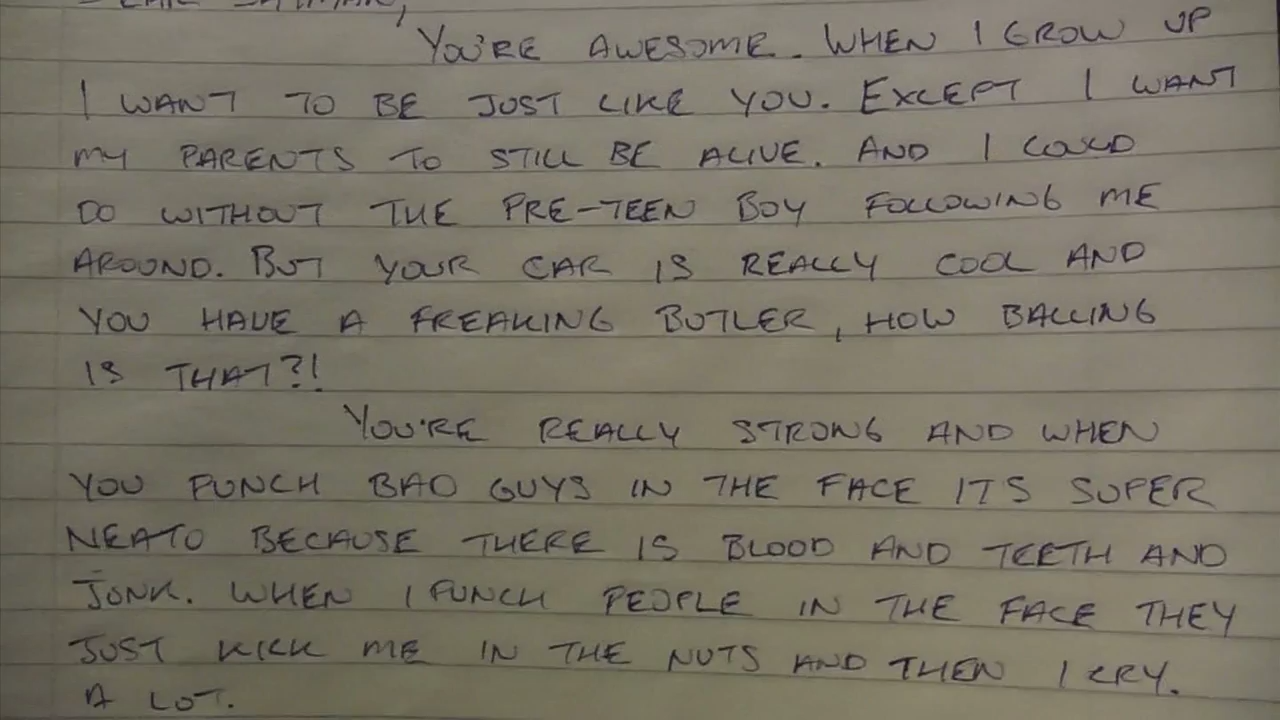 DEAR BATMAN,
YOU'RE AWESOME. WHEN I GROW UP
I WANT TO BE JUST LIKE YOU. EXCEPT I WANT
MY PARENTS TO STILL BE ALIVE. AND I COULD
DO WITHOUT THE PRE-TEEN BOY FOLLOWING ME
AROUND. BUT YOUR CAR IS REALLY COOL AND
YOU HAVE A FREAKING BUTLER, HOW BALLING
IS THAT?!
YOU'RE REALLY STRONG AND WHEN
YOU PUNCH BAD GUYS IN THE FACE ITS SUPER
NEATO BECAUSE THERE IS BLOOD AND TEETH AND
JUNK. WHEN I PUNCH PEOPLE IN THE FACE THEY
JUST KICK ME IN THE NUTS AND THEN I CRY.
A LOT.